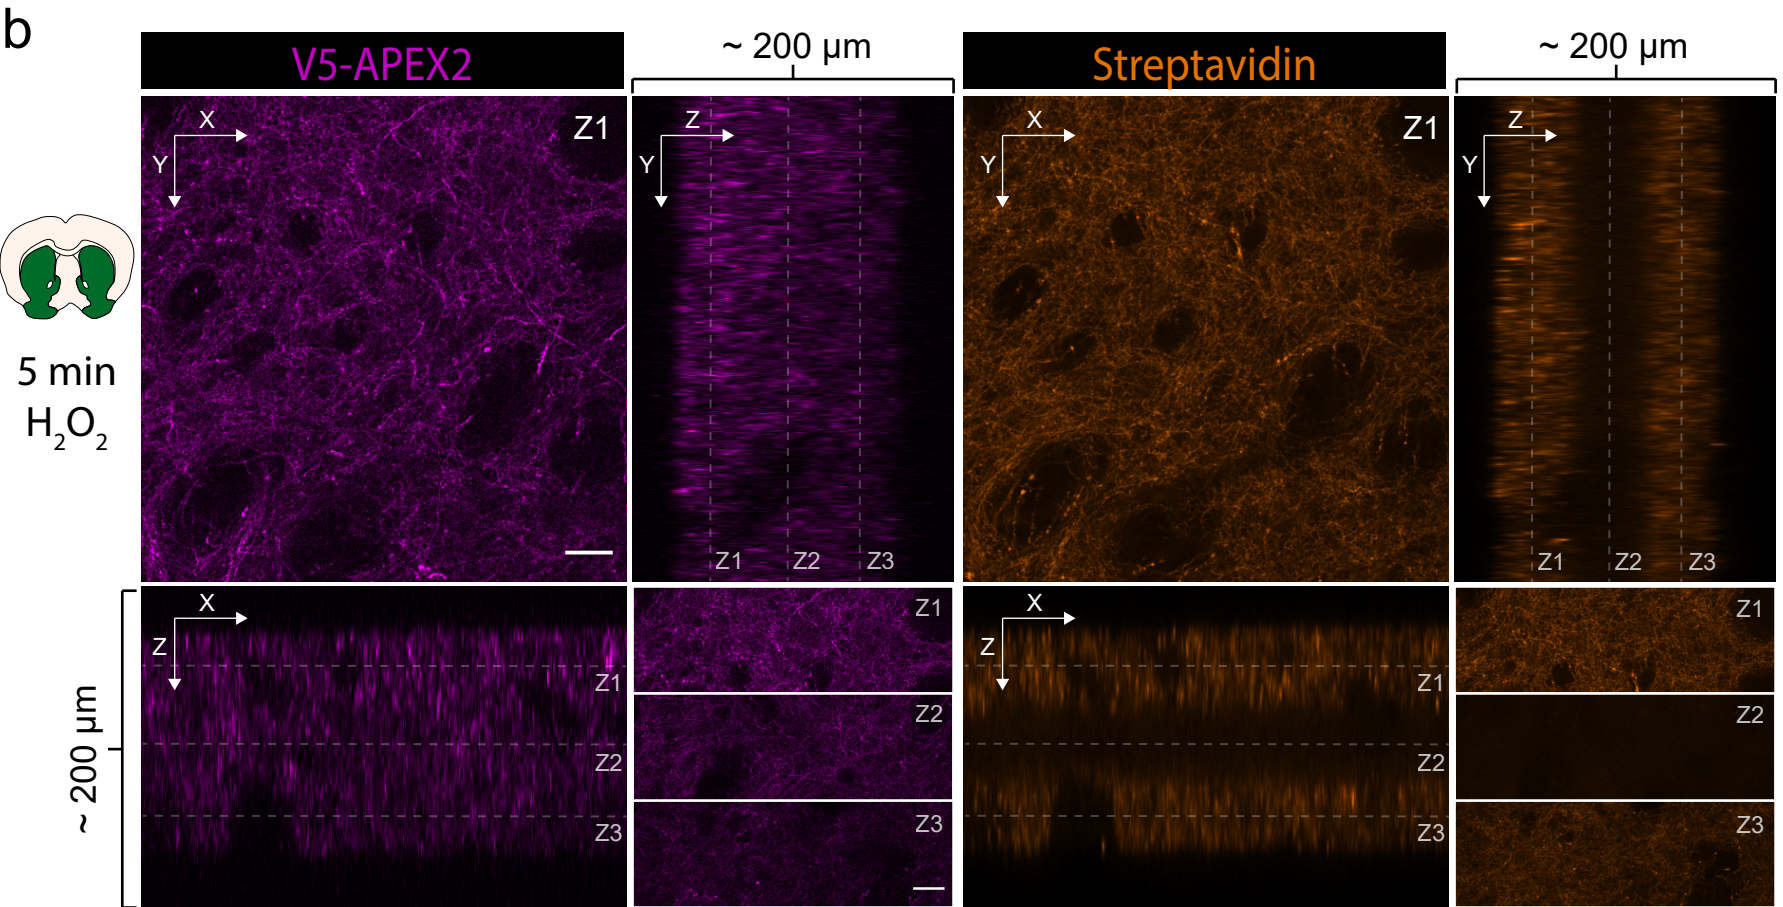 b
V5-APEX2
~ 200 µm
Streptavidin
~ 200 µm
X
Y
Z1
Z
Y
Z1
Z2
Z3
X
Y
Z1
Z
Y
Z1
Z2
Z3
5 min
H₂O₂
~ 200 µm
X
Z
Z1
Z2
Z3
Z1
Z2
Z3
X
Z
Z1
Z2
Z3
Z1
Z2
Z3